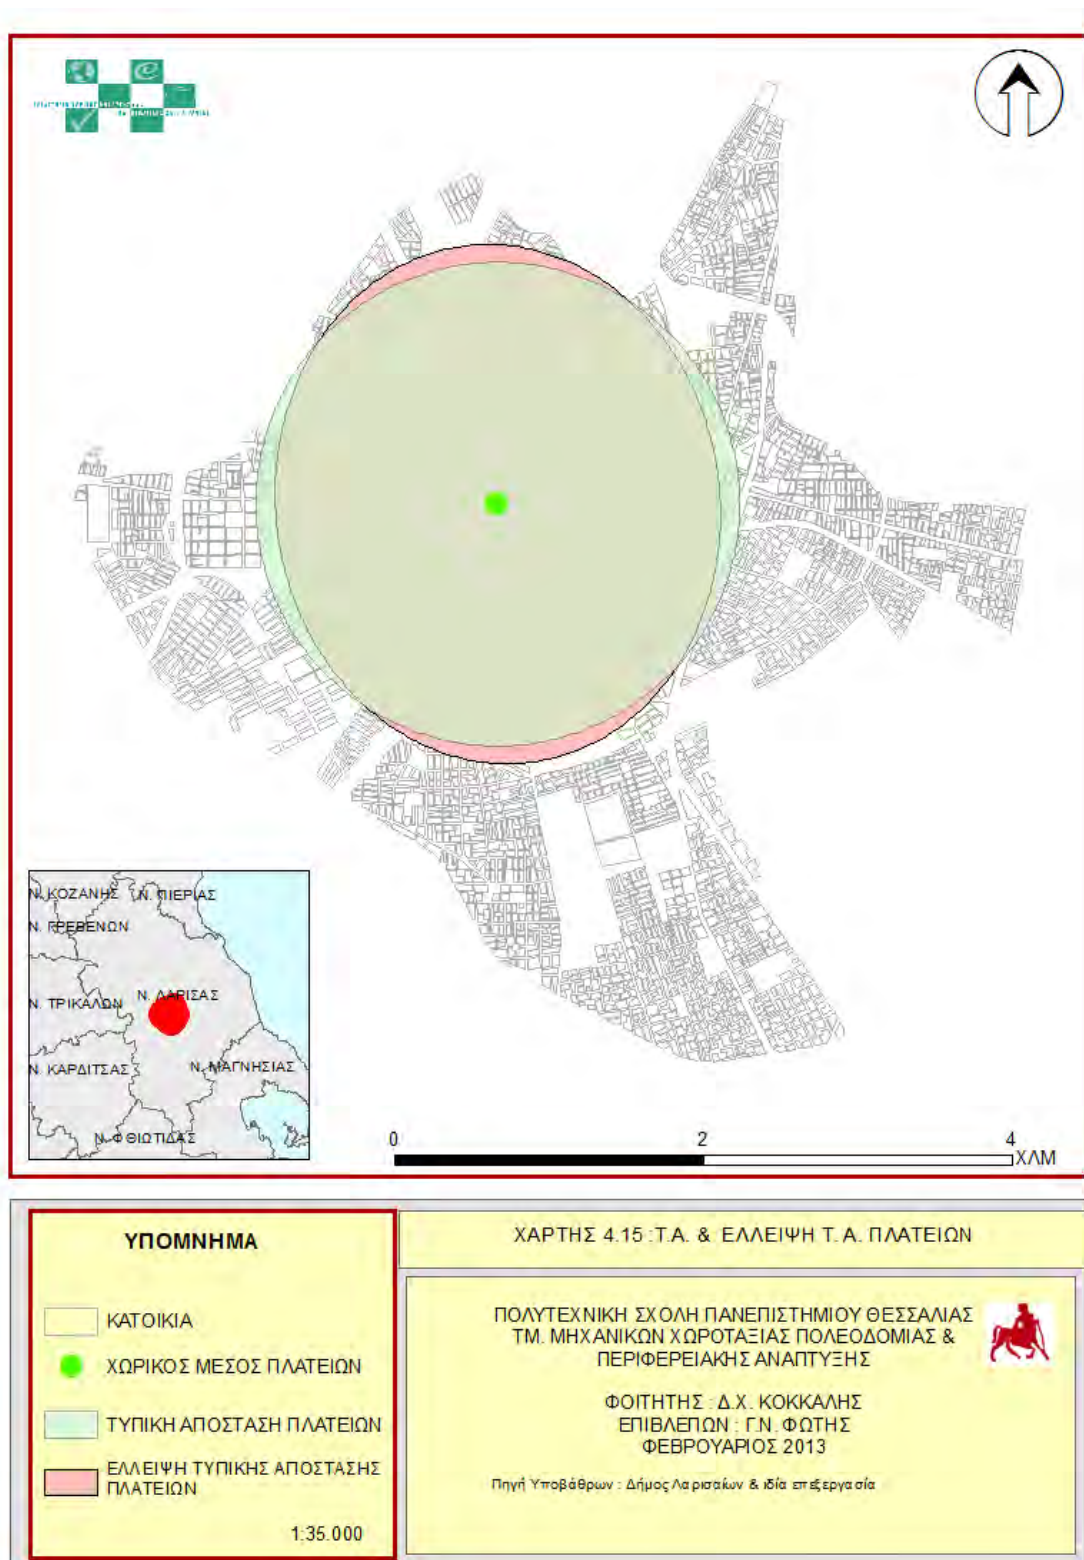 Ν. ΚΟΖΑΝΗΣ
Ν. ΠΙΕΡΙΑΣ
Ν. ΓΡΕΒΕΝΩΝ
Ν. ΤΡΙΚΑΛΩΝ
Ν. ΛΑΡΙΣΑΣ
Ν. ΚΑΡΔΙΤΣΑΣ
Ν. ΜΑΓΝΗΣΙΑΣ
Ν. ΦΘΙΩΤΙΔΑΣ
0 2 4
ΧΛΜ
ΥΠΟΜΝΗΜΑ
ΚΑΤΟΙΚΙΑ
ΧΩΡΙΚΟΣ ΜΕΣΟΣ ΠΛΑΤΕΙΩΝ
ΤΥΠΙΚΗ ΑΠΟΣΤΑΣΗ ΠΛΑΤΕΙΩΝ
ΕΛΛΕΙΨΗ ΤΥΠΙΚΗΣ ΑΠΟΣΤΑΣΗΣ
ΠΛΑΤΕΙΩΝ
1:35.000
ΧΑΡΤΗΣ 4.15 :Τ.Α. & ΕΛΛΕΙΨΗ Τ. Α. ΠΛΑΤΕΙΩΝ
ΠΟΛΥΤΕΧΝΙΚΗ ΣΧΟΛΗ ΠΑΝΕΠΙΣΤΗΜΙΟΥ ΘΕΣΣΑΛΙΑΣ
ΤΜ. ΜΗΧΑΝΙΚΩΝ ΧΩΡΟΤΑΞΙΑΣ ΠΟΛΕΟΔΟΜΙΑΣ &
ΠΕΡΙΦΕΡΕΙΑΚΗΣ ΑΝΑΠΤΥΞΗΣ
ΦΟΙΤΗΤΗΣ : Δ.Χ. ΚΟΚΚΑΛΗΣ
ΕΠΙΒΛΕΠΩΝ : Γ.Ν. ΦΩΤΗΣ
ΦΕΒΡΟΥΑΡΙΟΣ 2013
Πηγή Υποβάθρων : Δήμος Λαρισαίων & ιδία επεξεργασία